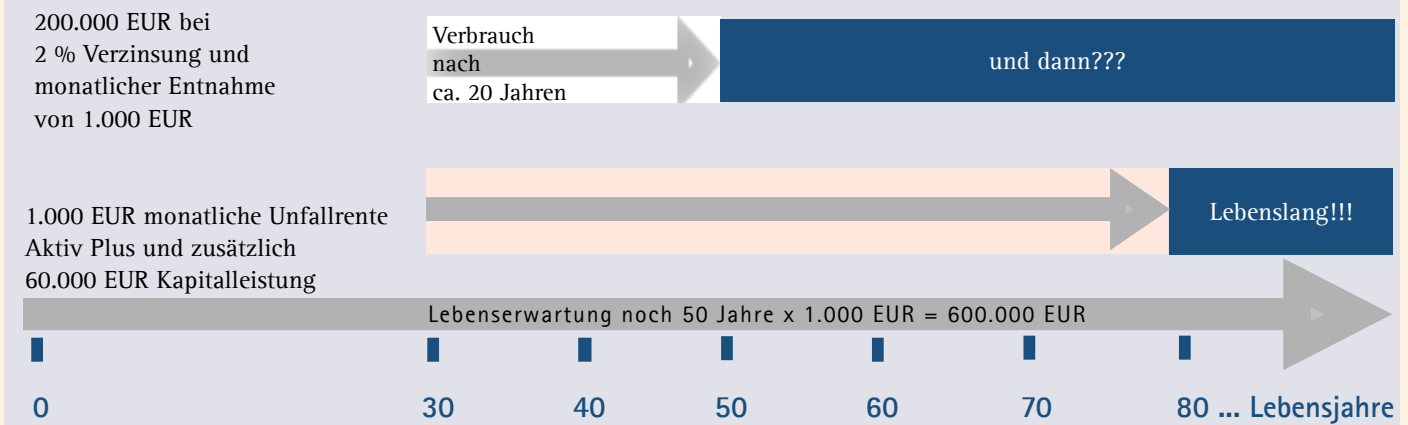 200.000 EUR bei
2 % Verzinsung und
monatlicher Entnahme
von 1.000 EUR
Verbrauch
nach
ca. 20 Jahren
und dann???
1.000 EUR monatliche Unfallrente
Aktiv Plus und zusätzlich
60.000 EUR Kapitalleistung
Lebenslang!!!
Lebenserwartung noch 50 Jahre x 1.000 EUR = 600.000 EUR
0 30 40 50 60 70 80 ... Lebensjahre